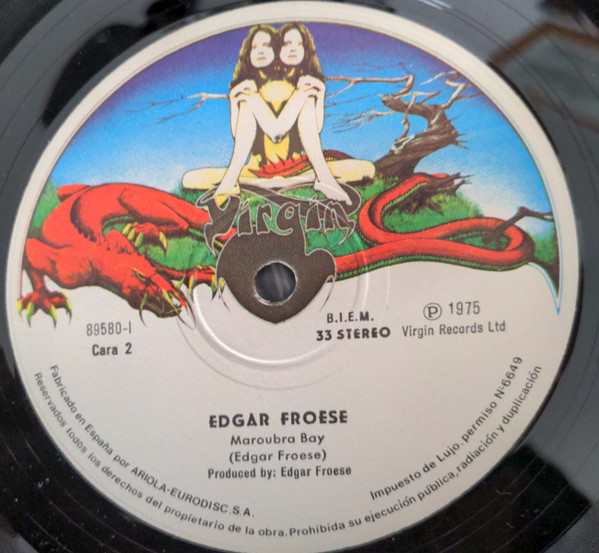 Virgin
89580-I
Cara 2
B.I.E.M.
33 STEREO
Ⓟ 1975
Virgin Records Ltd
EDGAR FROESE
Maroubra Bay
(Edgar Froese)
Produced by: Edgar Froese
Fabricado en España por ARIOLA-EURODISC.S.A.
Impuesto de Lujo. permiso N-6649
Reservados todos los derechos del propietario de la obra. Prohibida su ejecución pública, radiación y duplicación